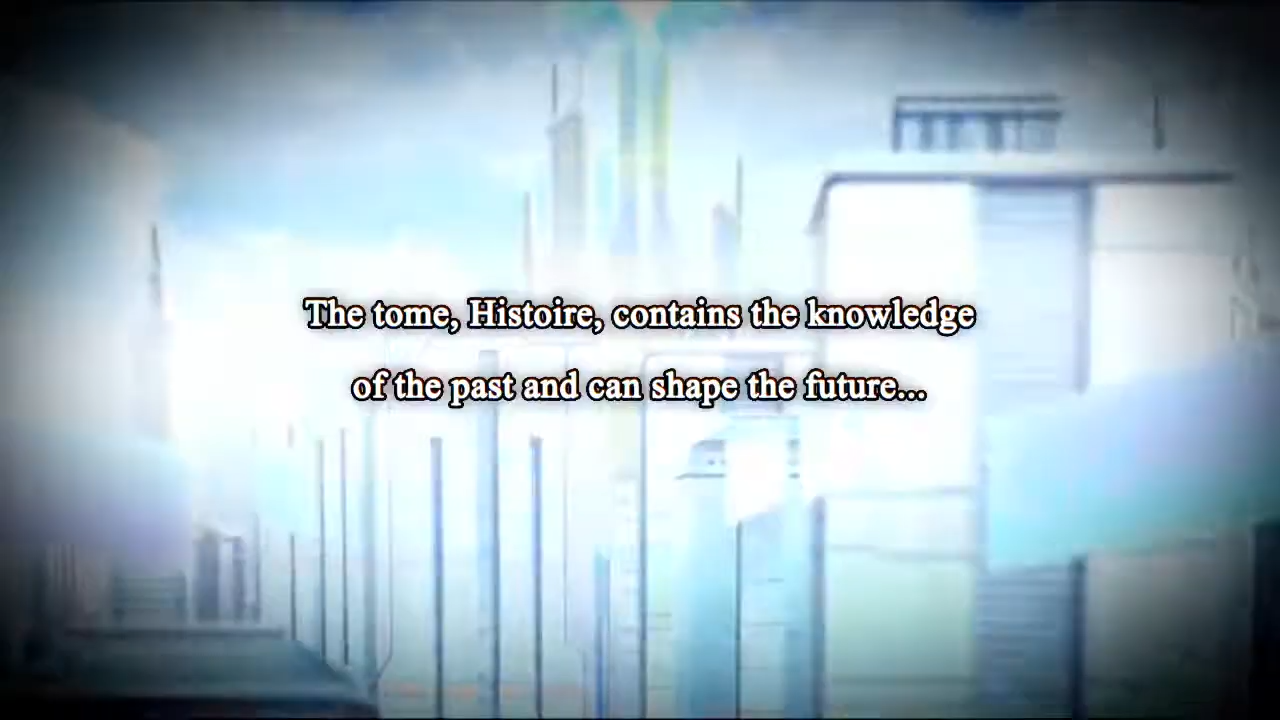 The tome, Histoire, contains the knowledge
of the past and can shape the future...